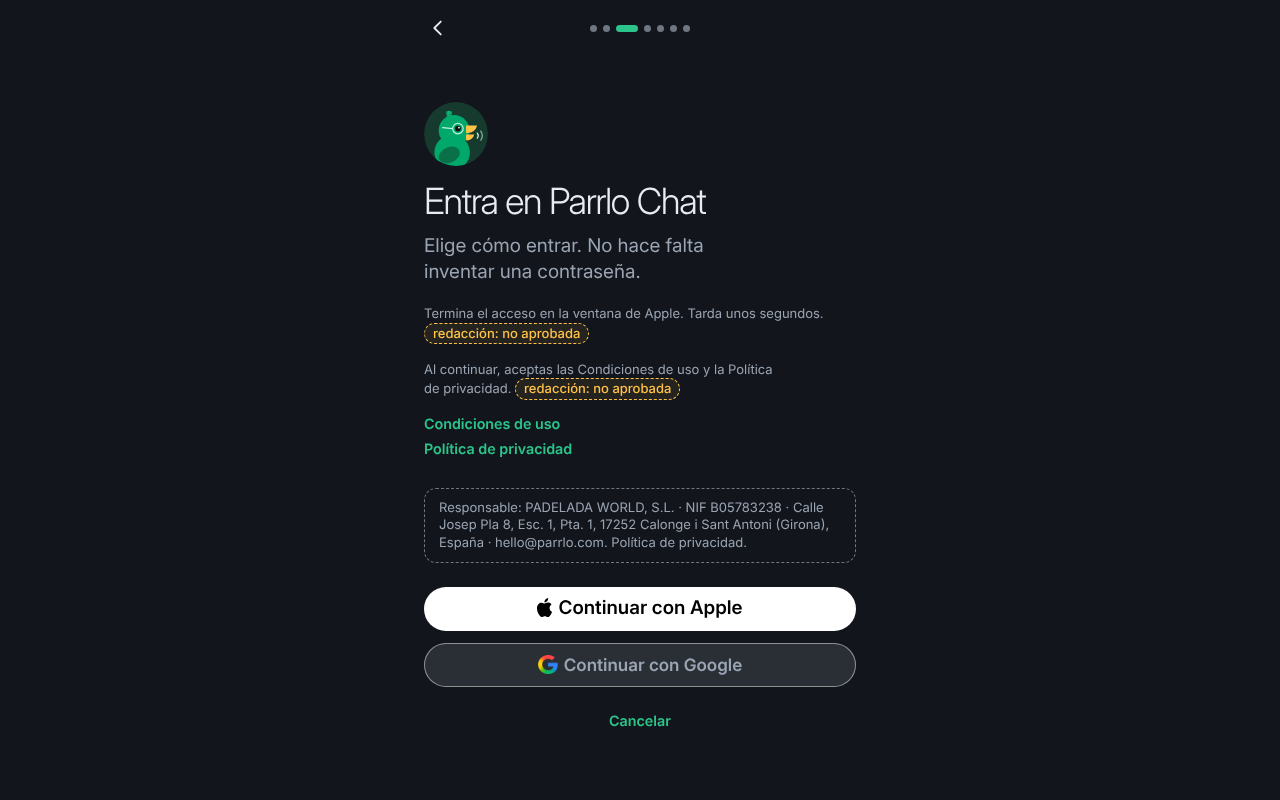 Entra en Parrlo Chat
Elige cómo entrar. No hace falta
inventar una contraseña.
Termina el acceso en la ventana de Apple. Tarda unos segundos.
redacción: no aprobada
Al continuar, aceptas las Condiciones de uso y la Política
de privacidad. redacción: no aprobada
Condiciones de uso
Política de privacidad
Responsable: PADELADA WORLD, S.L. · NIF B05783238 · Calle
Josep Pla 8, Esc. 1, Pta. 1, 17252 Calonge i Sant Antoni (Girona),
España · hello@parrlo.com. Política de privacidad.
Continuar con Apple
Continuar con Google
Cancelar